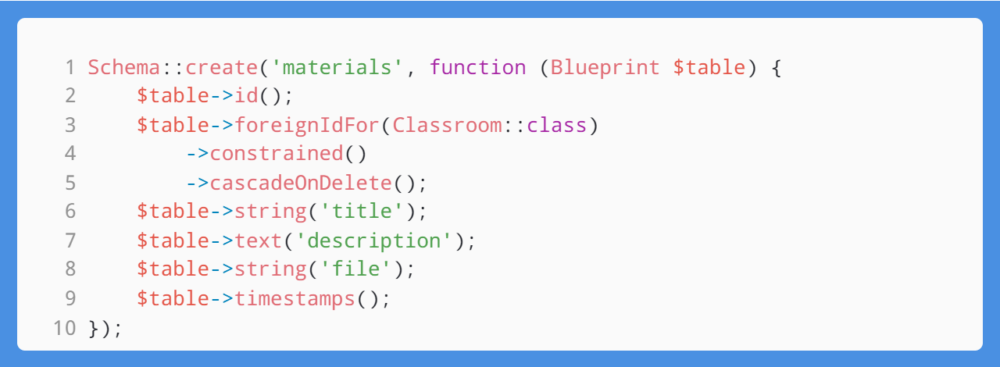 1 Schema::create('materials', function (Blueprint $table) {
2     $table->id();
3     $table->foreignIdFor(Classroom::class)
4         ->constrained()
5         ->cascadeOnDelete();
6     $table->string('title');
7     $table->text('description');
8     $table->string('file');
9     $table->timestamps();
10 });